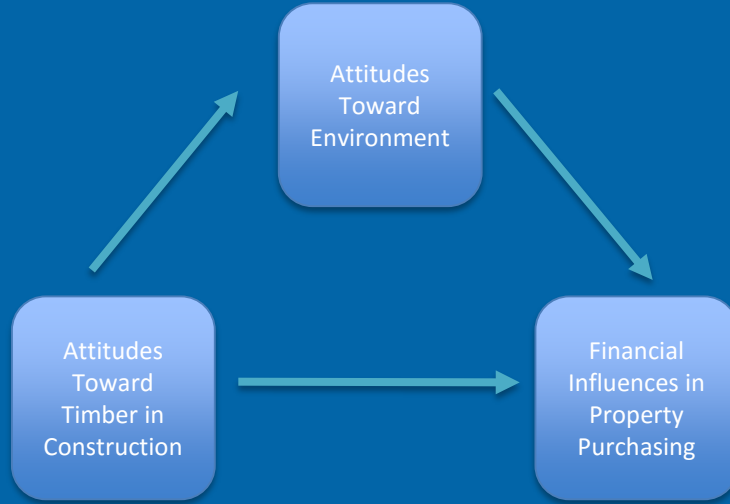 Attitudes
Toward
Environment
Attitudes
Toward
Timber in
Construction
Financial
Influences in
Property
Purchasing